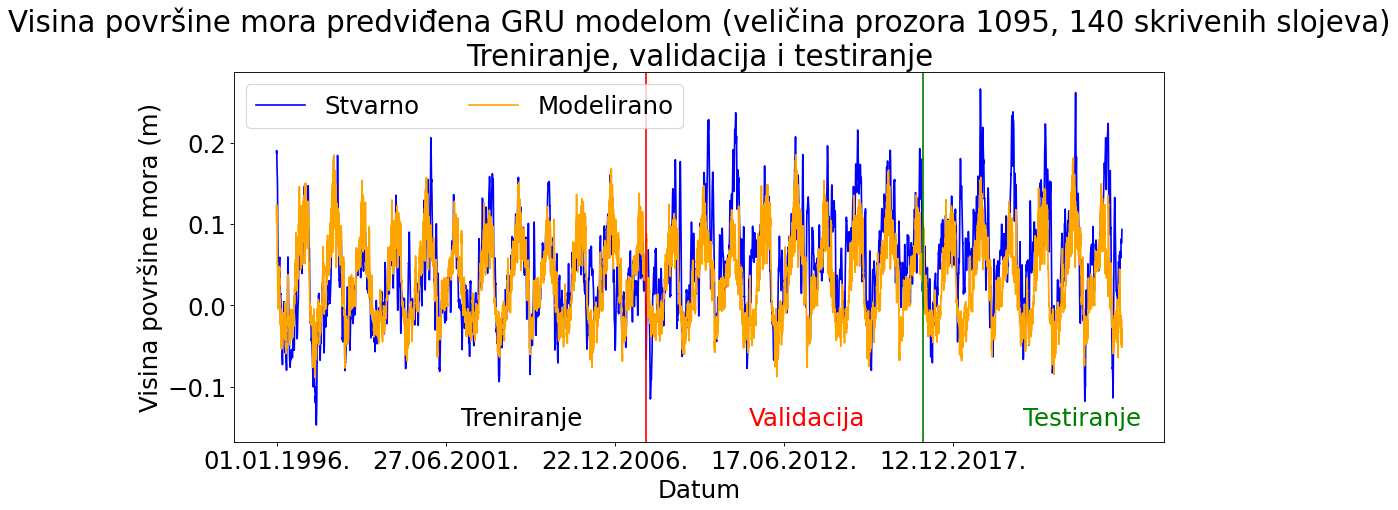 Visina površine mora predviđena GRU modelom (veličina prozora 1095, 140 skrivenih slojeva)
Treniranje, validacija i testiranje
Stvarno Modelirano
Visina površine mora (m)
0.2
0.1
0.0
−0.1
Treniranje Validacija Testiranje
01.01.1996. 27.06.2001. 22.12.2006. 17.06.2012. 12.12.2017.
Datum